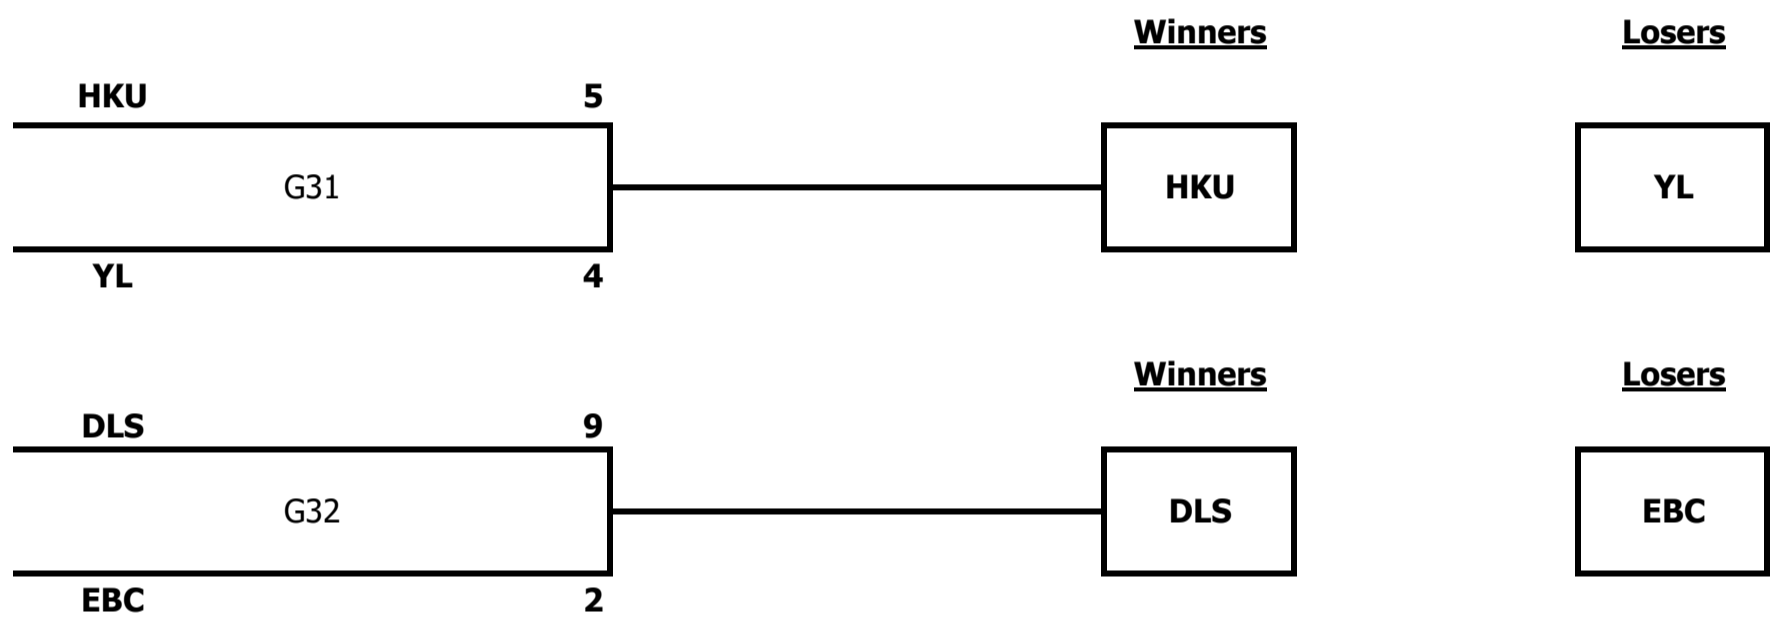 Winners Losers
HKU 5
G31 HKU YL
YL 4
Winners Losers
DLS 9
G32 DLS EBC
EBC 2